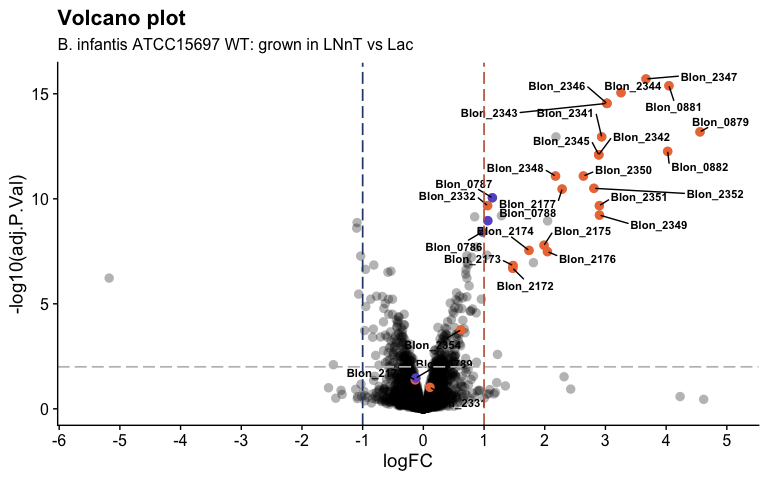 Volcano plot
B. infantis ATCC15697 WT: grown in LNnT vs Lac
-log10(adj.P.Val)
15
10
5
0
Blon_2347
Blon_2346
Blon_2344
Blon_0881
Blon_2343
Blon_2341
Blon_0879
Blon_2345
Blon_2342
Blon_0882
Blon_2348
Blon_2350
Blon_0787
Blon_2332
Blon_2352
Blon_2351
Blon_2177
Blon_0788
Blon_2349
Blon_2174
Blon_2175
Blon_0786
Blon_2173
Blon_2176
Blon_2172
Blon_2354
-6 -5 -4 -3 -2 -1 0 1 2 3 4 5
logFC